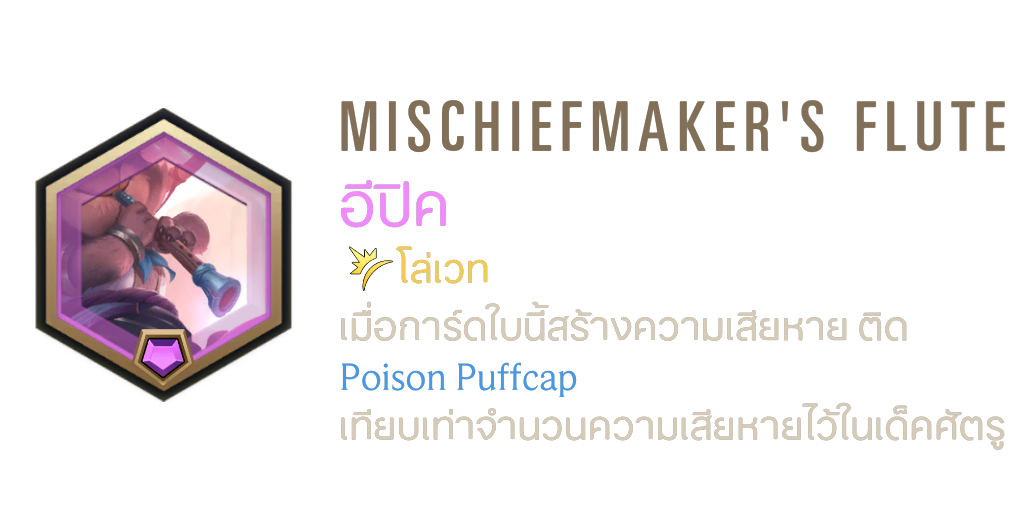 MISCHIEFMAKER'S FLUTE
อีปิค
โล่เวท
เมื่อการ์ดใบนี้สร้างความเสียหาย ติด
Poison Puffcap
เทียบเท่าจำนวนความเสียหายไว้ในเด็คศัตรู